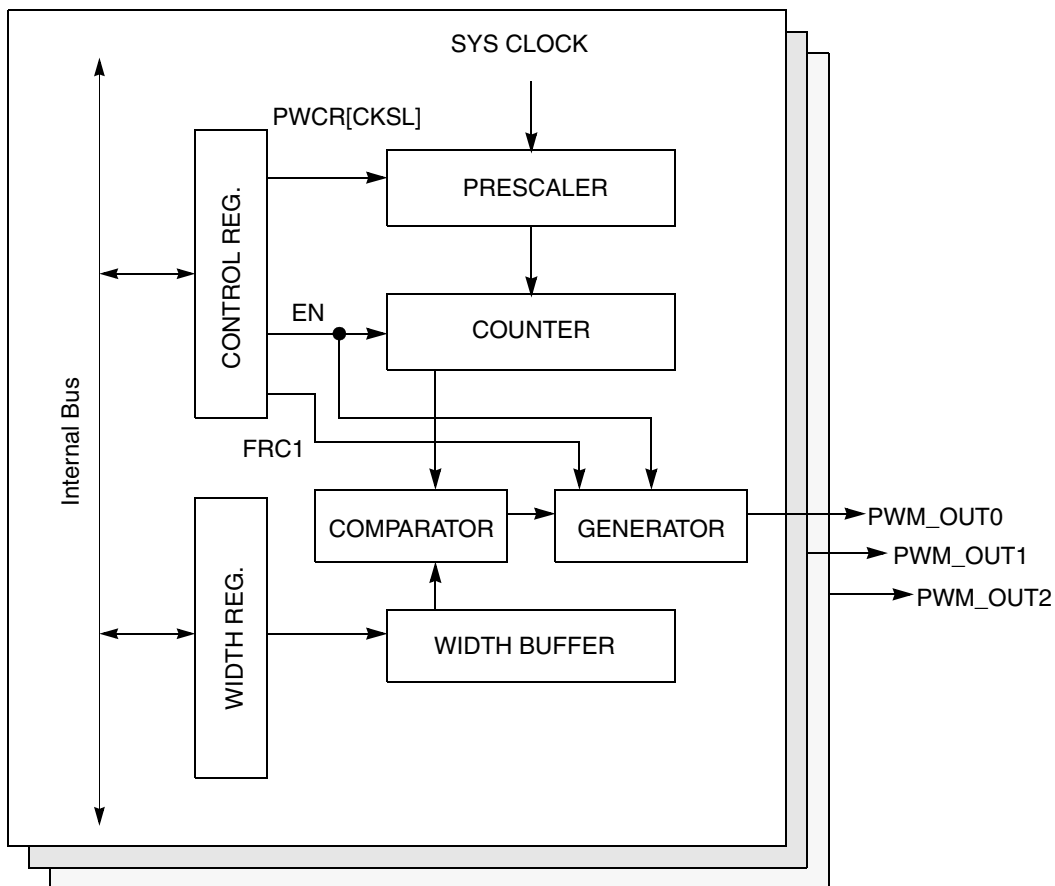 SYS CLOCK
PWCR[CKSL]
PRESCALER
CONTROL REG.
EN
COUNTER
Internal Bus
FRC1
COMPARATOR
GENERATOR
PWM_OUT0
PWM_OUT1
PWM_OUT2
WIDTH REG.
WIDTH BUFFER